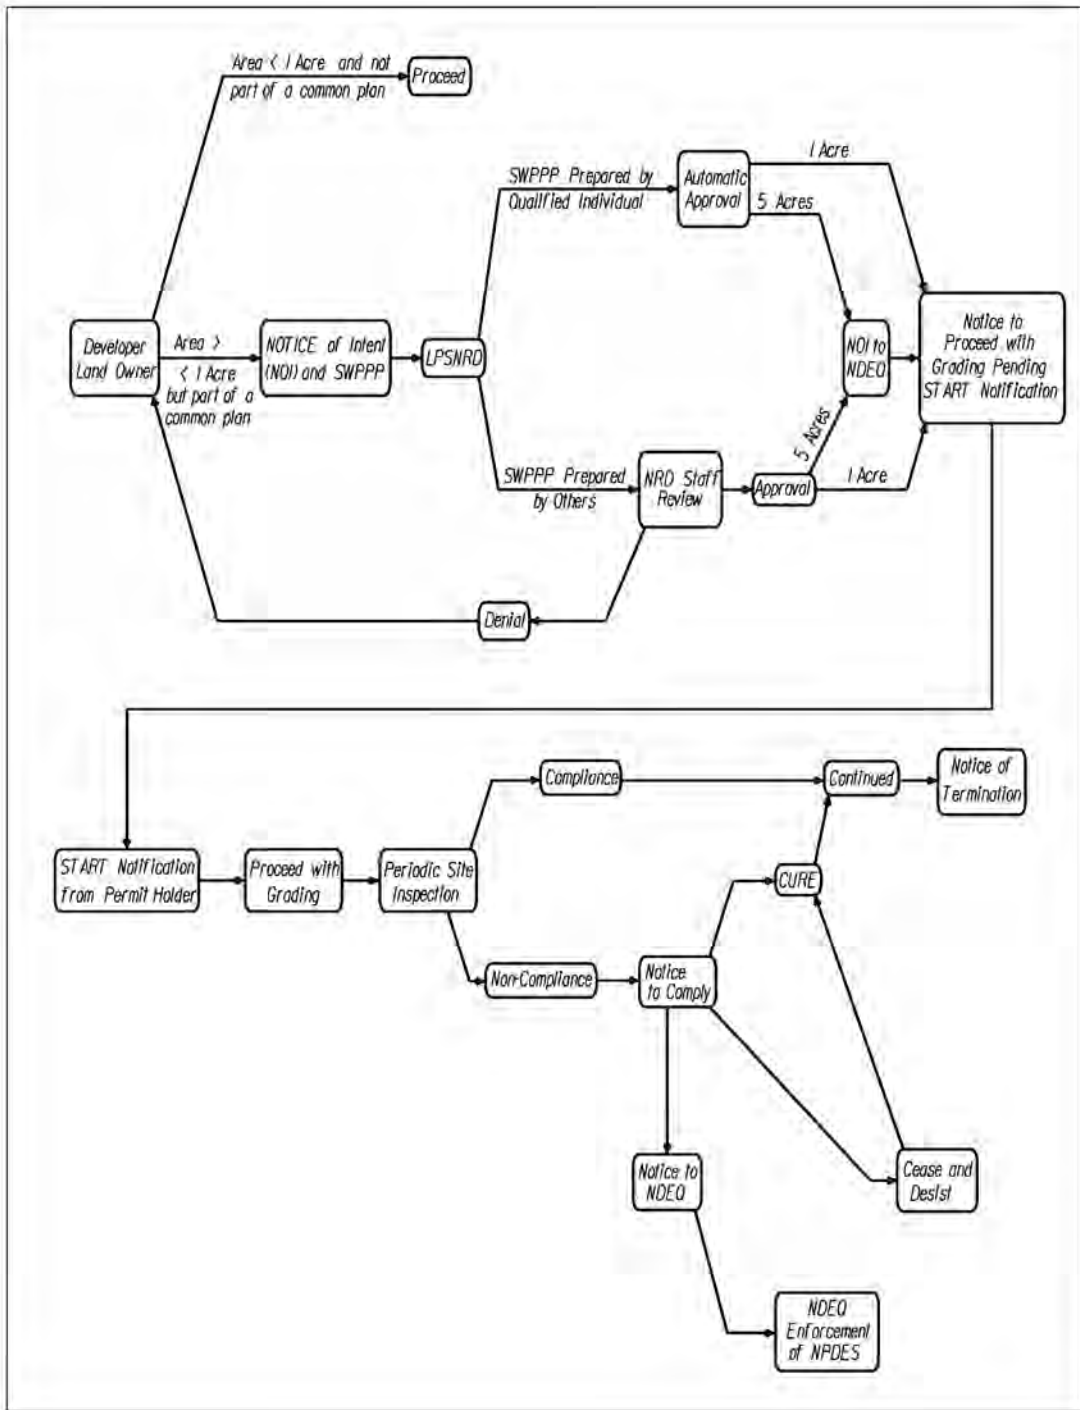 Area < 1 Acre and not
part of a common plan
Proceed
SWPPP Prepared by
Qualified Individual
Automatic
Approval
1 Acre
5 Acres
Developer
Land Owner
Area >
< 1 Acre
but part of a
common plan
NOTICE of Intent
(NOI) and SWPPP
LPSNRD
NOI to
NDEQ
Notice to
Proceed with
Grading Pending
START Notification
SWPPP Prepared
by Others
NRD Staff
Review
Approval
5 Acres
1 Acre
Denial
START Notification
from Permit Holder
Proceed with
Grading
Periodic Site
Inspection
Compliance
Continued
Notice of
Termination
CURE
Non-Compliance
Notice
to Comply
Notice to
NDEQ
Cease and
Desist
NDEQ
Enforcement
of NPDES